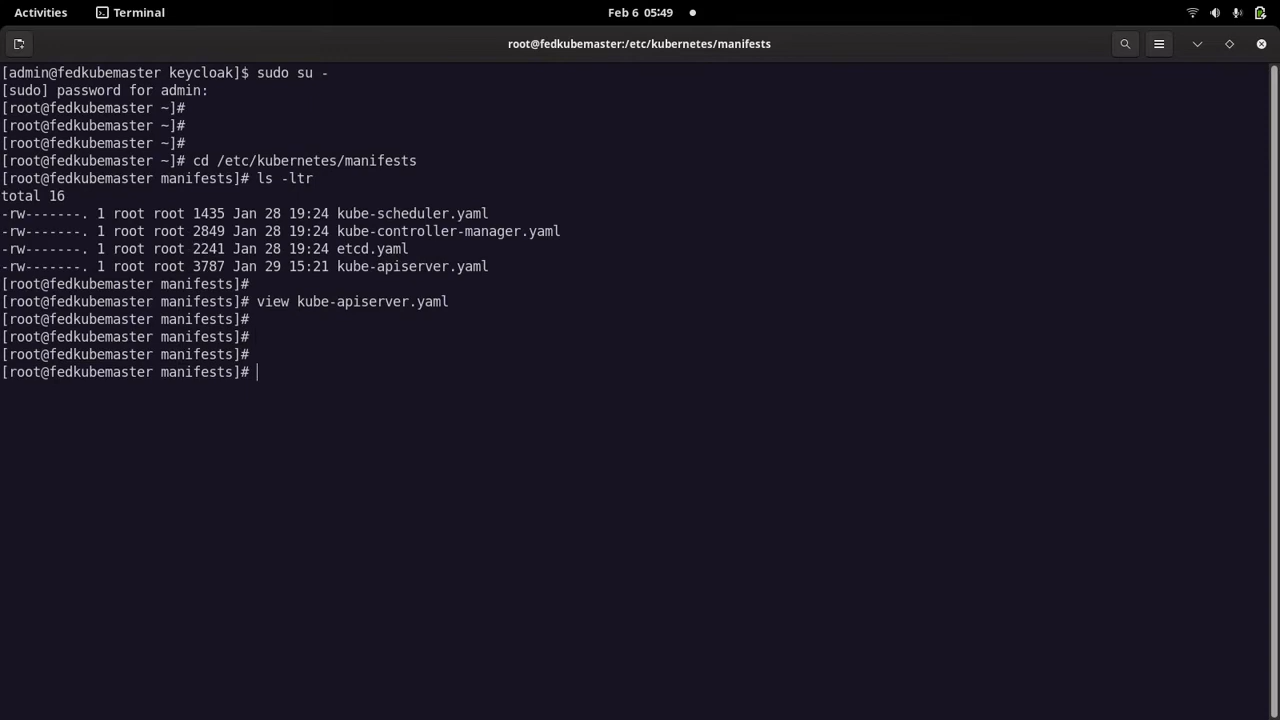 Activities Terminal Feb 6 05:49
root@fedkubemaster:/etc/kubernetes/manifests
[admin@fedkubemaster keycloak]$ sudo su -
[sudo] password for admin:
[root@fedkubemaster ~]#
[root@fedkubemaster ~]#
[root@fedkubemaster ~]#
[root@fedkubemaster ~]# cd /etc/kubernetes/manifests
[root@fedkubemaster manifests]# ls -ltr
total 16
-rw-------. 1 root root 1435 Jan 28 19:24 kube-scheduler.yaml
-rw-------. 1 root root 2849 Jan 28 19:24 kube-controller-manager.yaml
-rw-------. 1 root root 2241 Jan 28 19:24 etcd.yaml
-rw-------. 1 root root 3787 Jan 29 15:21 kube-apiserver.yaml
[root@fedkubemaster manifests]#
[root@fedkubemaster manifests]# view kube-apiserver.yaml
[root@fedkubemaster manifests]#
[root@fedkubemaster manifests]#
[root@fedkubemaster manifests]#
[root@fedkubemaster manifests]#